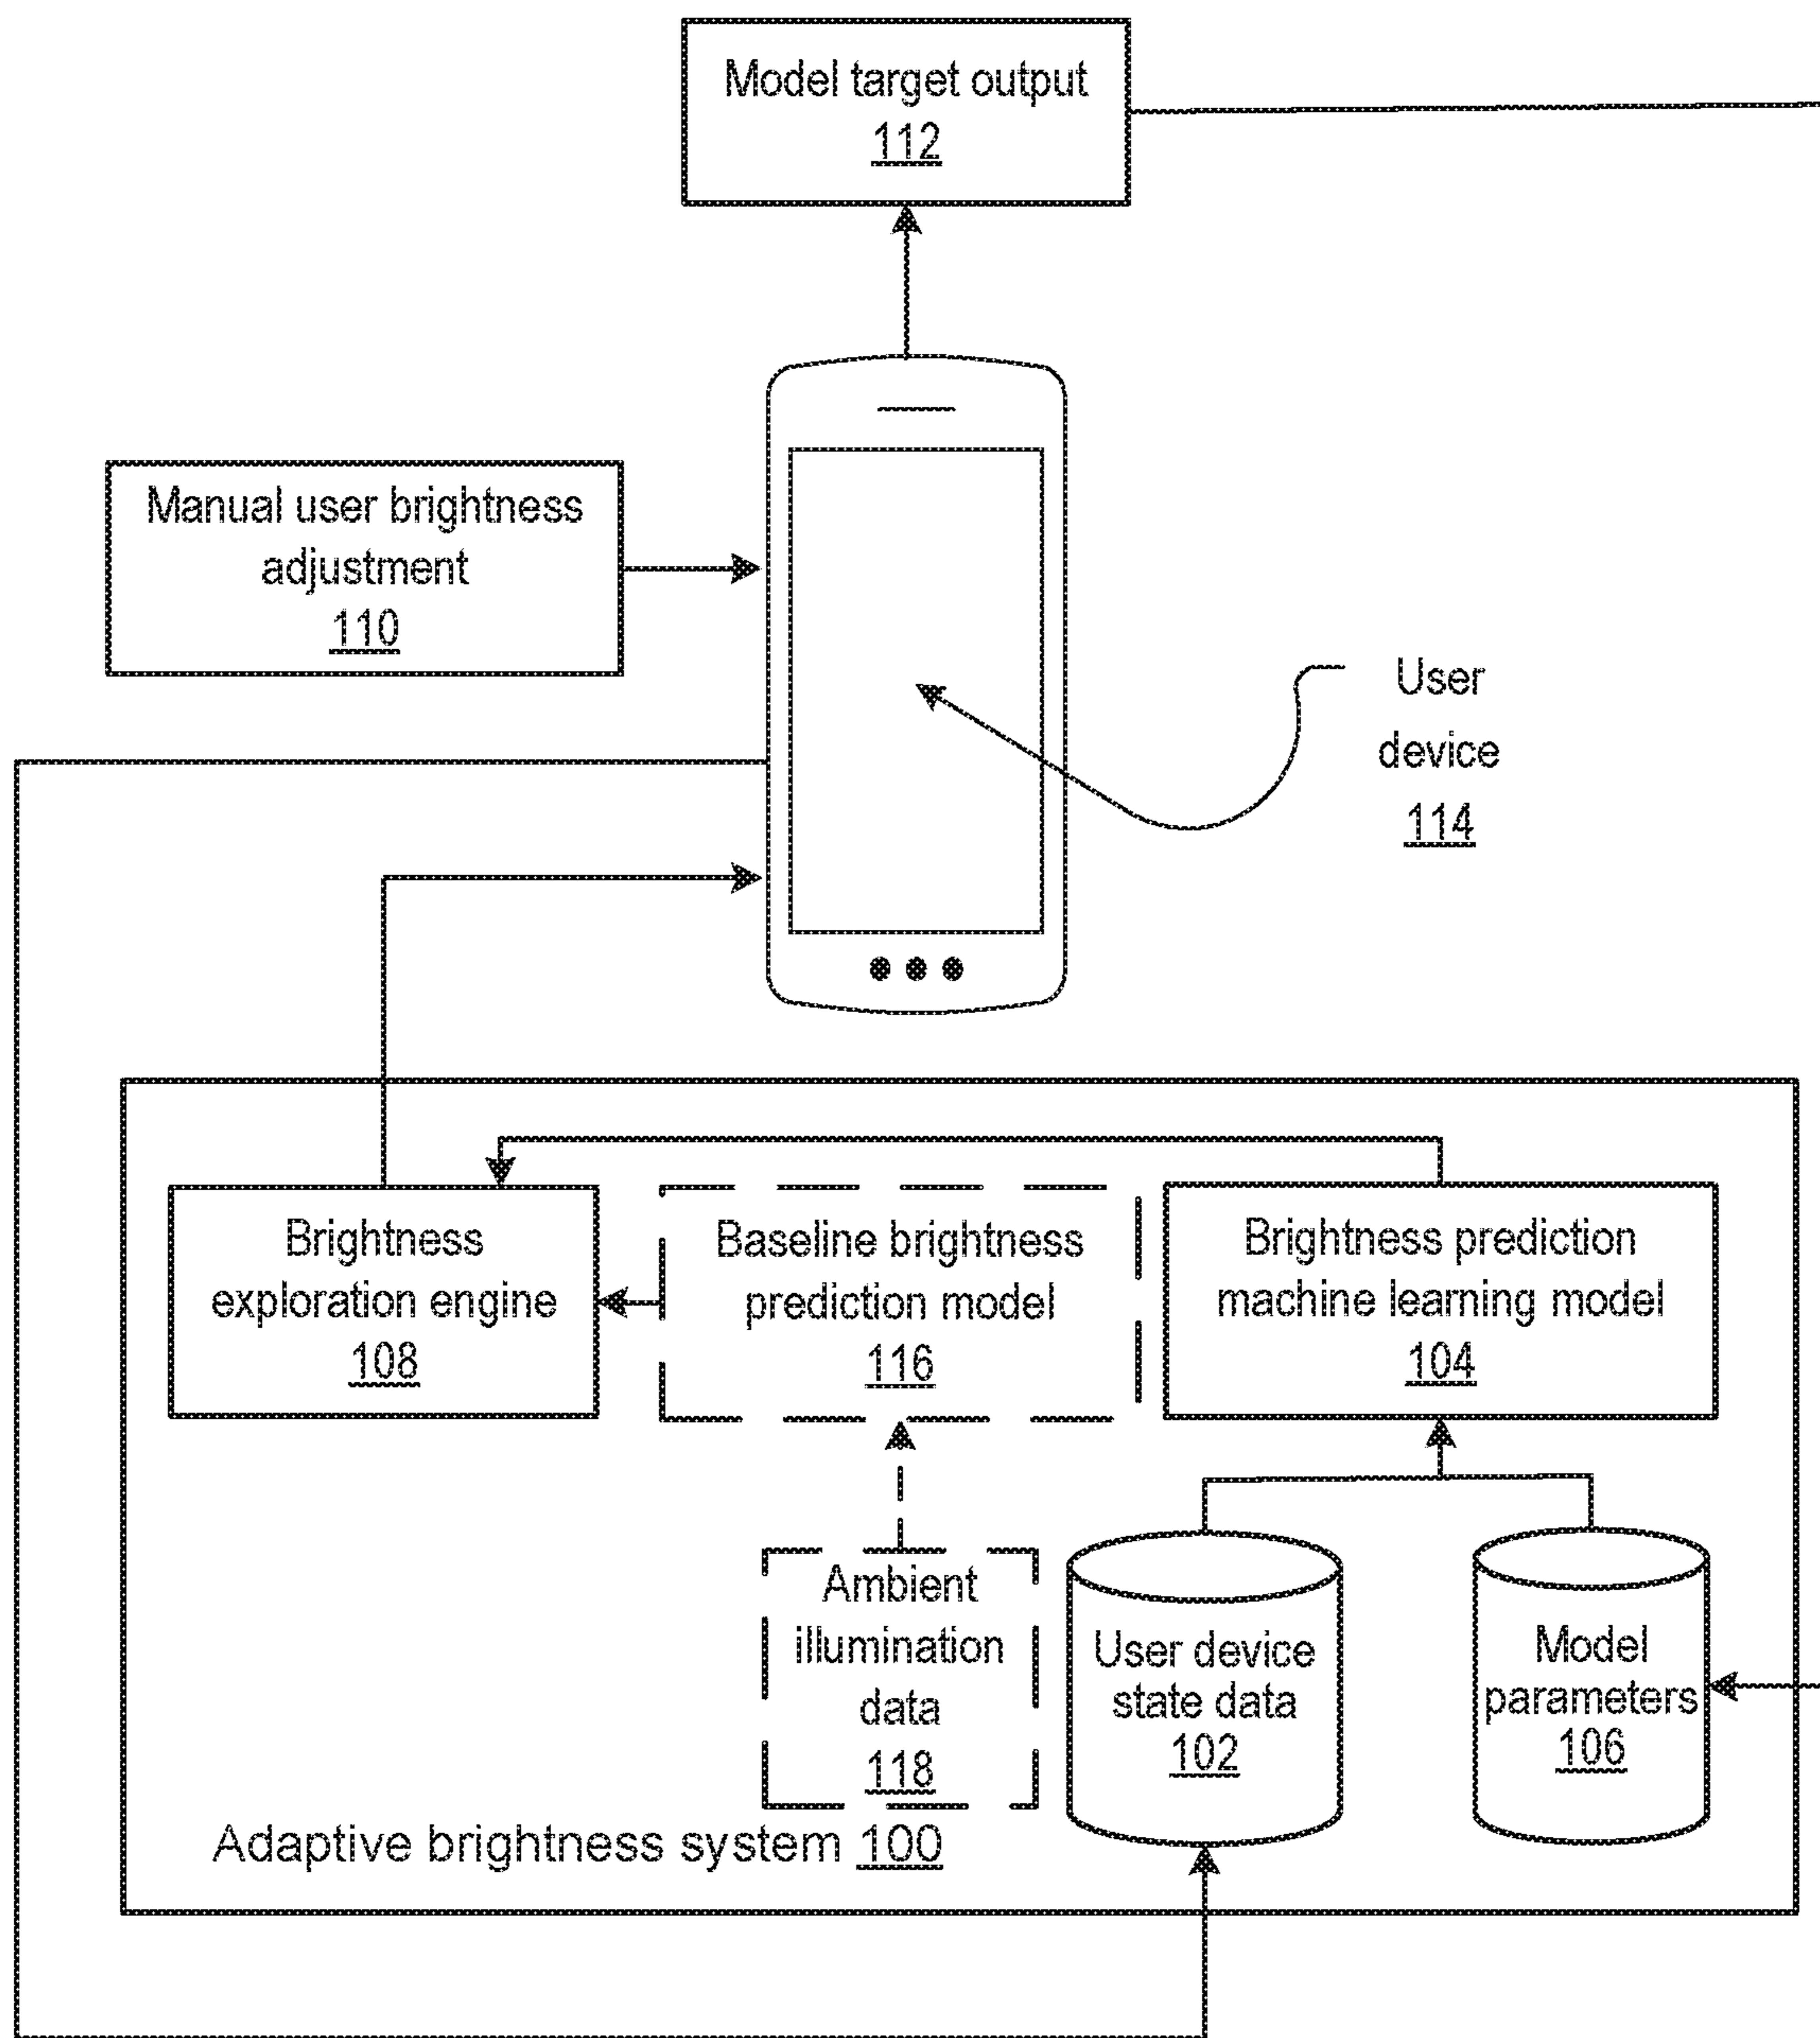 Model target output
112
Manual user brightness
adjustment
110
User
device
114
Brightness
exploration engine
108
Baseline brightness
prediction model
116
Brightness prediction
machine learning model
104
Ambient
illumination
data
118
User device
state data
102
Model
parameters
106
Adaptive brightness system 100